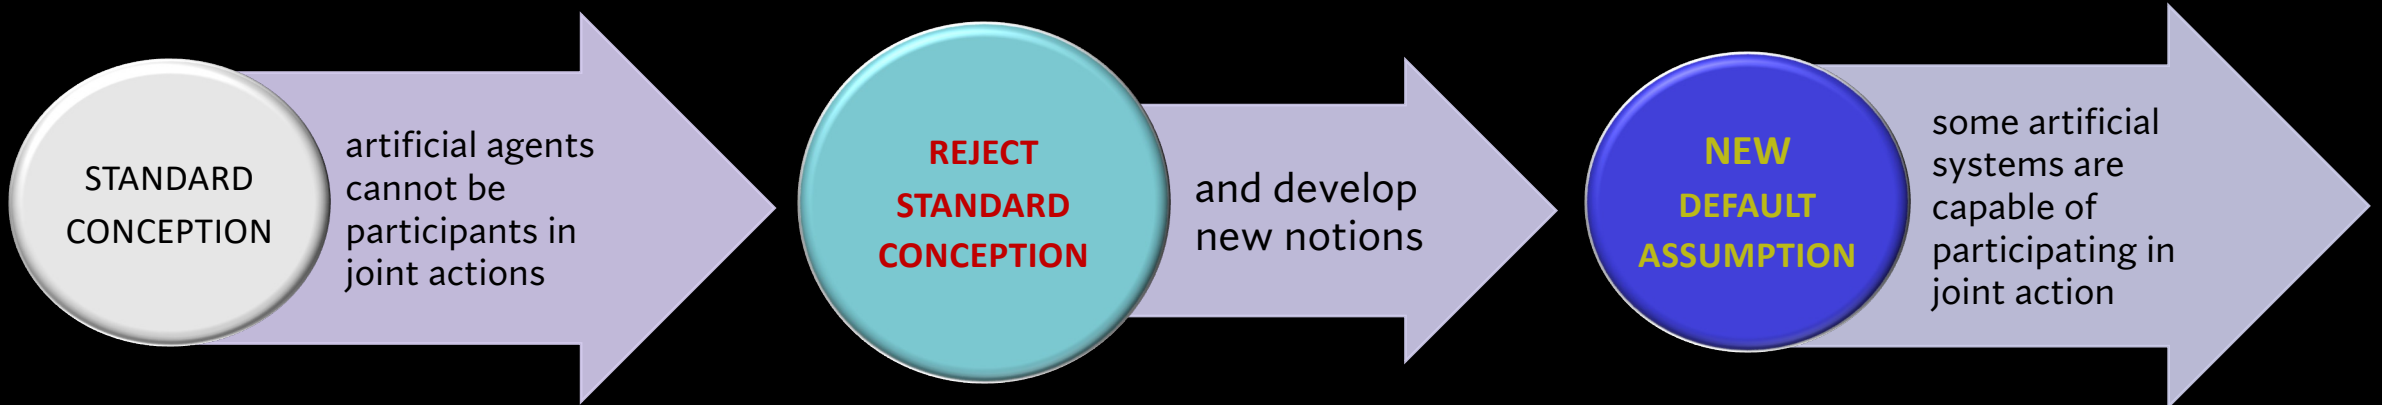 STANDARD
CONCEPTION
artificial agents
cannot be
participants in
joint actions
REJECT
STANDARD
CONCEPTION
and develop
new notions
NEW
DEFAULT
ASSUMPTION
some artificial
systems are
capable of
participating in
joint action